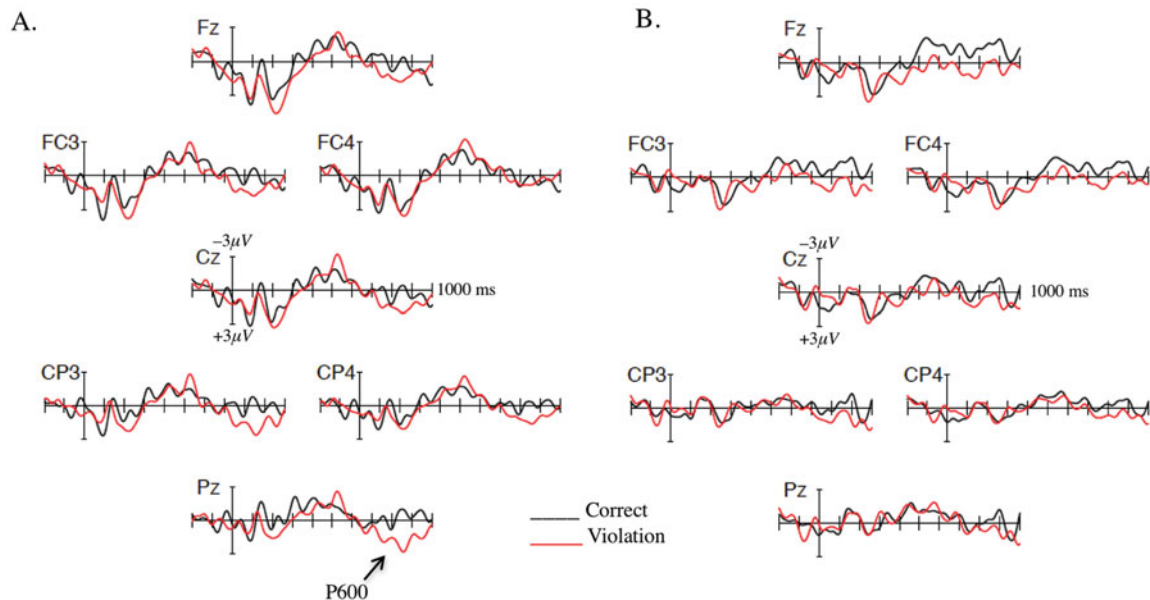 A.
Fz
FC3
FC4
−3μV
Cz
1000 ms
+3μV
CP3
CP4
Pz
P600
Correct
Violation
B.
Fz
FC3
FC4
−3μV
Cz
1000 ms
+3μV
CP3
CP4
Pz